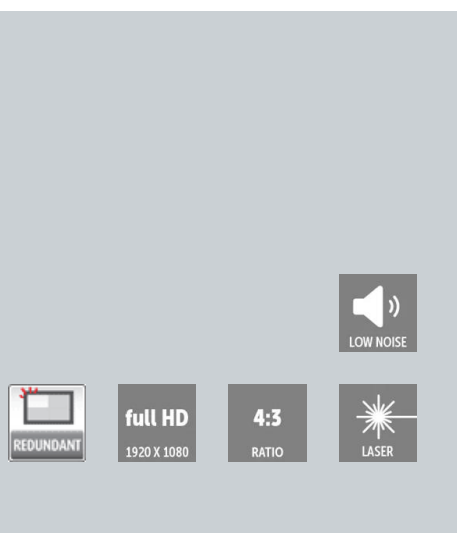 LOW NOISE
REDUNDANT
full HD
1920 X 1080
4:3
RATIO
LASER